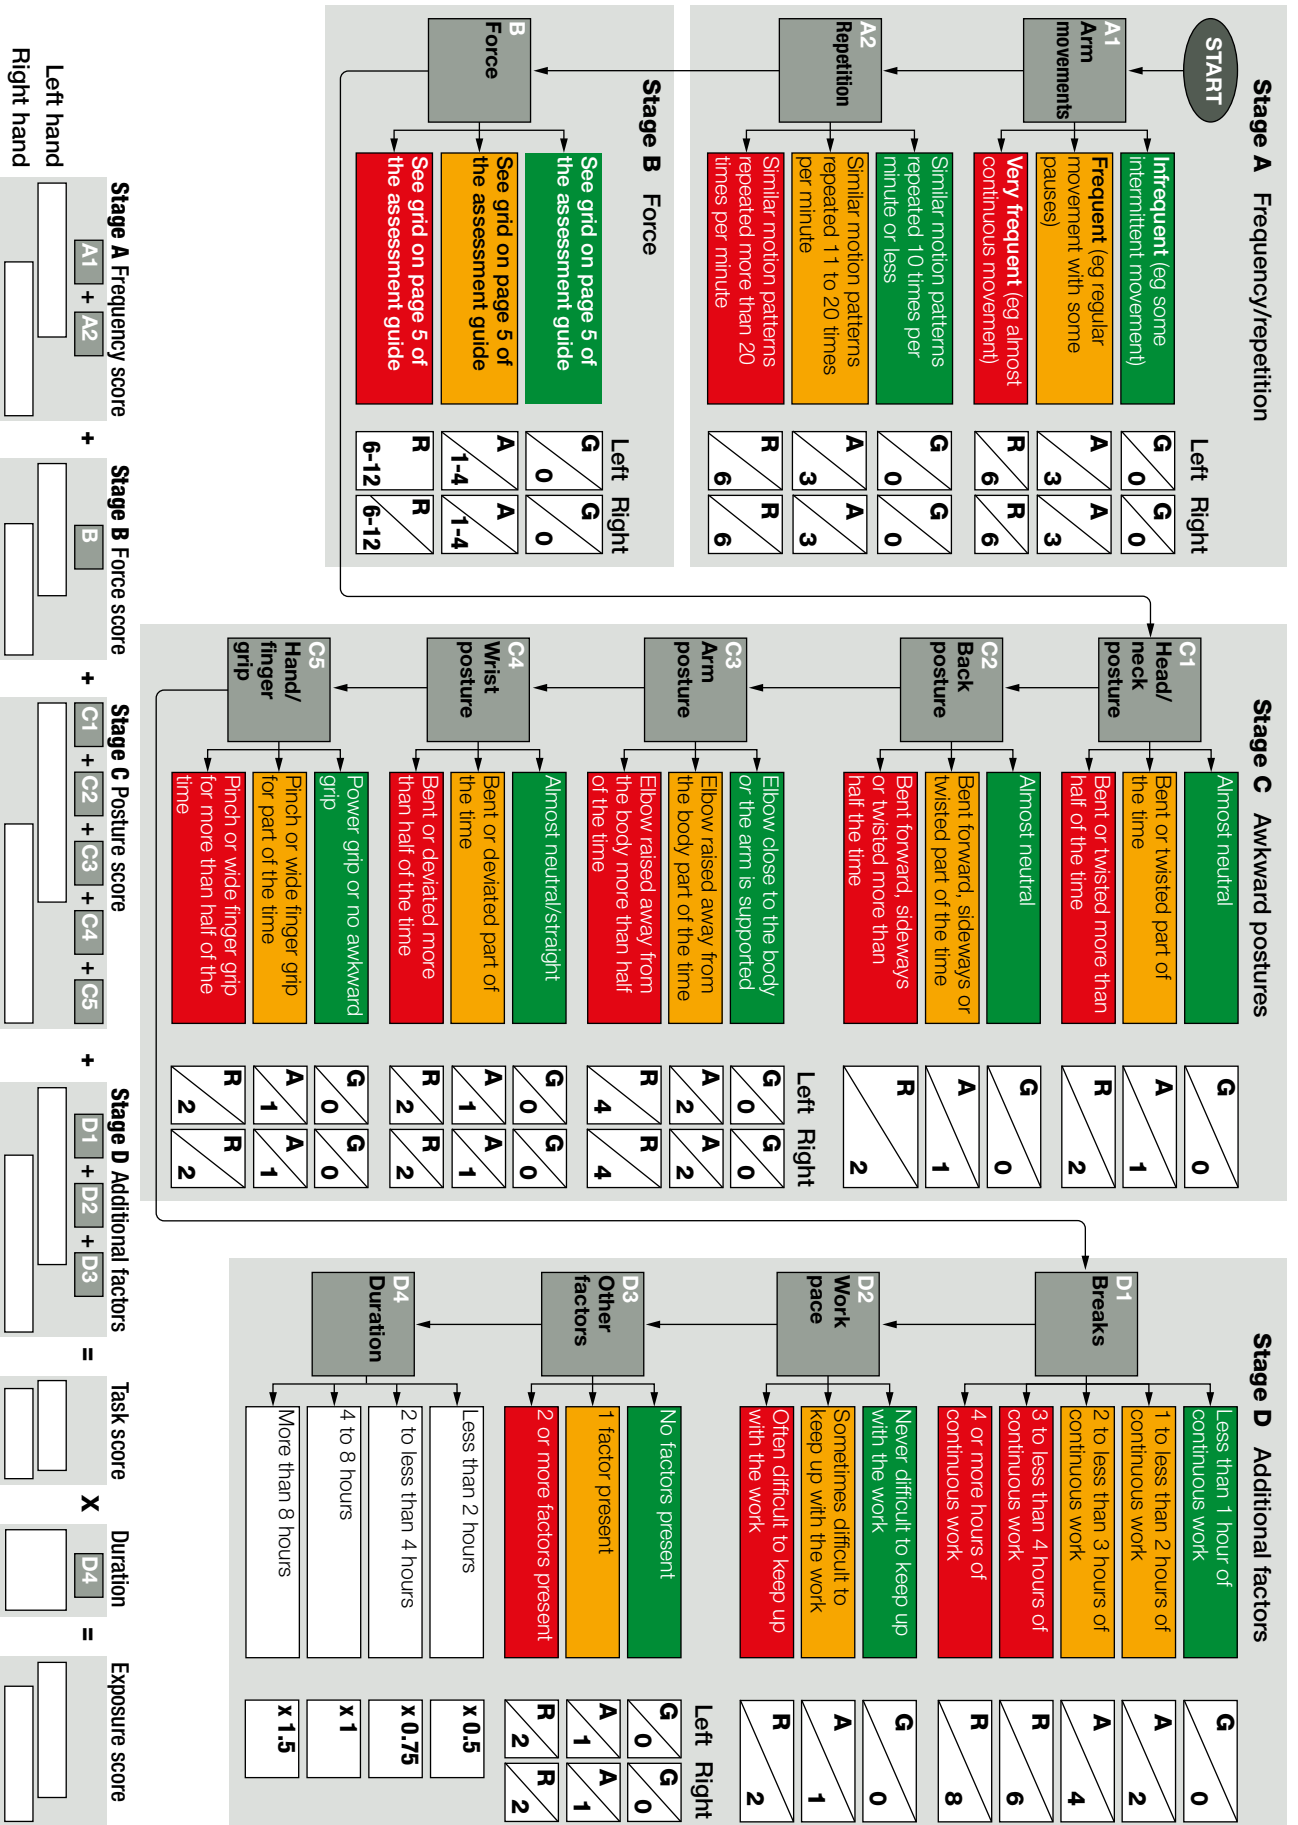 Stage A Frequency/repetition
START
A1
Arm
movements
Infrequent (eg some
intermittent movement)
Frequent (eg regular
movement with some
pauses)
Very frequent (eg almost
continuous movement)
Left Right
G 0 G 0
A 3 A 3
R 6 R 6
A2
Repetition
Similar motion patterns
repeated 10 times per
minute or less
Similar motion patterns
repeated 11 to 20 times
per minute
Similar motion patterns
repeated more than 20
times per minute
G 0 G 0
A 3 A 3
R 6 R 6
Stage B Force
B
Force
See grid on page 5 of
the assessment guide
See grid on page 5 of
the assessment guide
See grid on page 5 of
the assessment guide
Left Right
G 0 G 0
A 1-4 A 1-4
R 6-12 R 6-12
Stage C Awkward postures
C1
Head/
neck
posture
Almost neutral
Bent or twisted part of
the time
Bent or twisted more than
half of the time
G 0
A 1
R 2
C2
Back
posture
Almost neutral
Bent forward, sideways or
twisted part of the time
Bent forward, sideways
or twisted more than
half the time
G 0
A 1
R 2
C3
Arm
posture
Elbow close to the body
or the arm is supported
Elbow raised away from
the body part of the time
Elbow raised away from
the body more than half
of the time
Left Right
G 0 G 0
A 2 A 2
R 4 R 4
C4
Wrist
posture
Almost neutral/straight
Bent or deviated part of
the time
Bent or deviated more
than half of the time
G 0 G 0
A 1 A 1
R 2 R 2
C5
Hand/
finger
grip
Power grip or no awkward
grip
Pinch or wide finger grip
for part of the time
Pinch or wide finger grip
for more than half of the
time
G 0 G 0
A 1 A 1
R 2 R 2
Stage D Additional factors
D1
Breaks
Less than 1 hour of
continuous work
1 to less than 2 hours of
continuous work
2 to less than 3 hours of
continuous work
3 to less than 4 hours of
continuous work
4 or more hours of
continuous work
G 0
A 2
A 4
R 6
R 8
D2
Work
pace
Never difficult to keep up
with the work
Sometimes difficult to
keep up with the work
Often difficult to keep up
with the work
G 0
A 1
R 2
D3
Other
factors
No factors present
1 factor present
2 or more factors present
Left Right
G 0 G 0
A 1 A 1
R 2 R 2
D4
Duration
Less than 2 hours
2 to less than 4 hours
4 to 8 hours
More than 8 hours
x 0.5
x 0.75
x 1
x 1.5
Stage A Frequency score + Stage B Force score + Stage C Posture score + Stage D Additional factors = Task score X Duration = Exposure score
A1 + A2 B C1 + C2 + C3 + C4 + C5 D1 + D2 + D3 D4
Left hand
Right hand